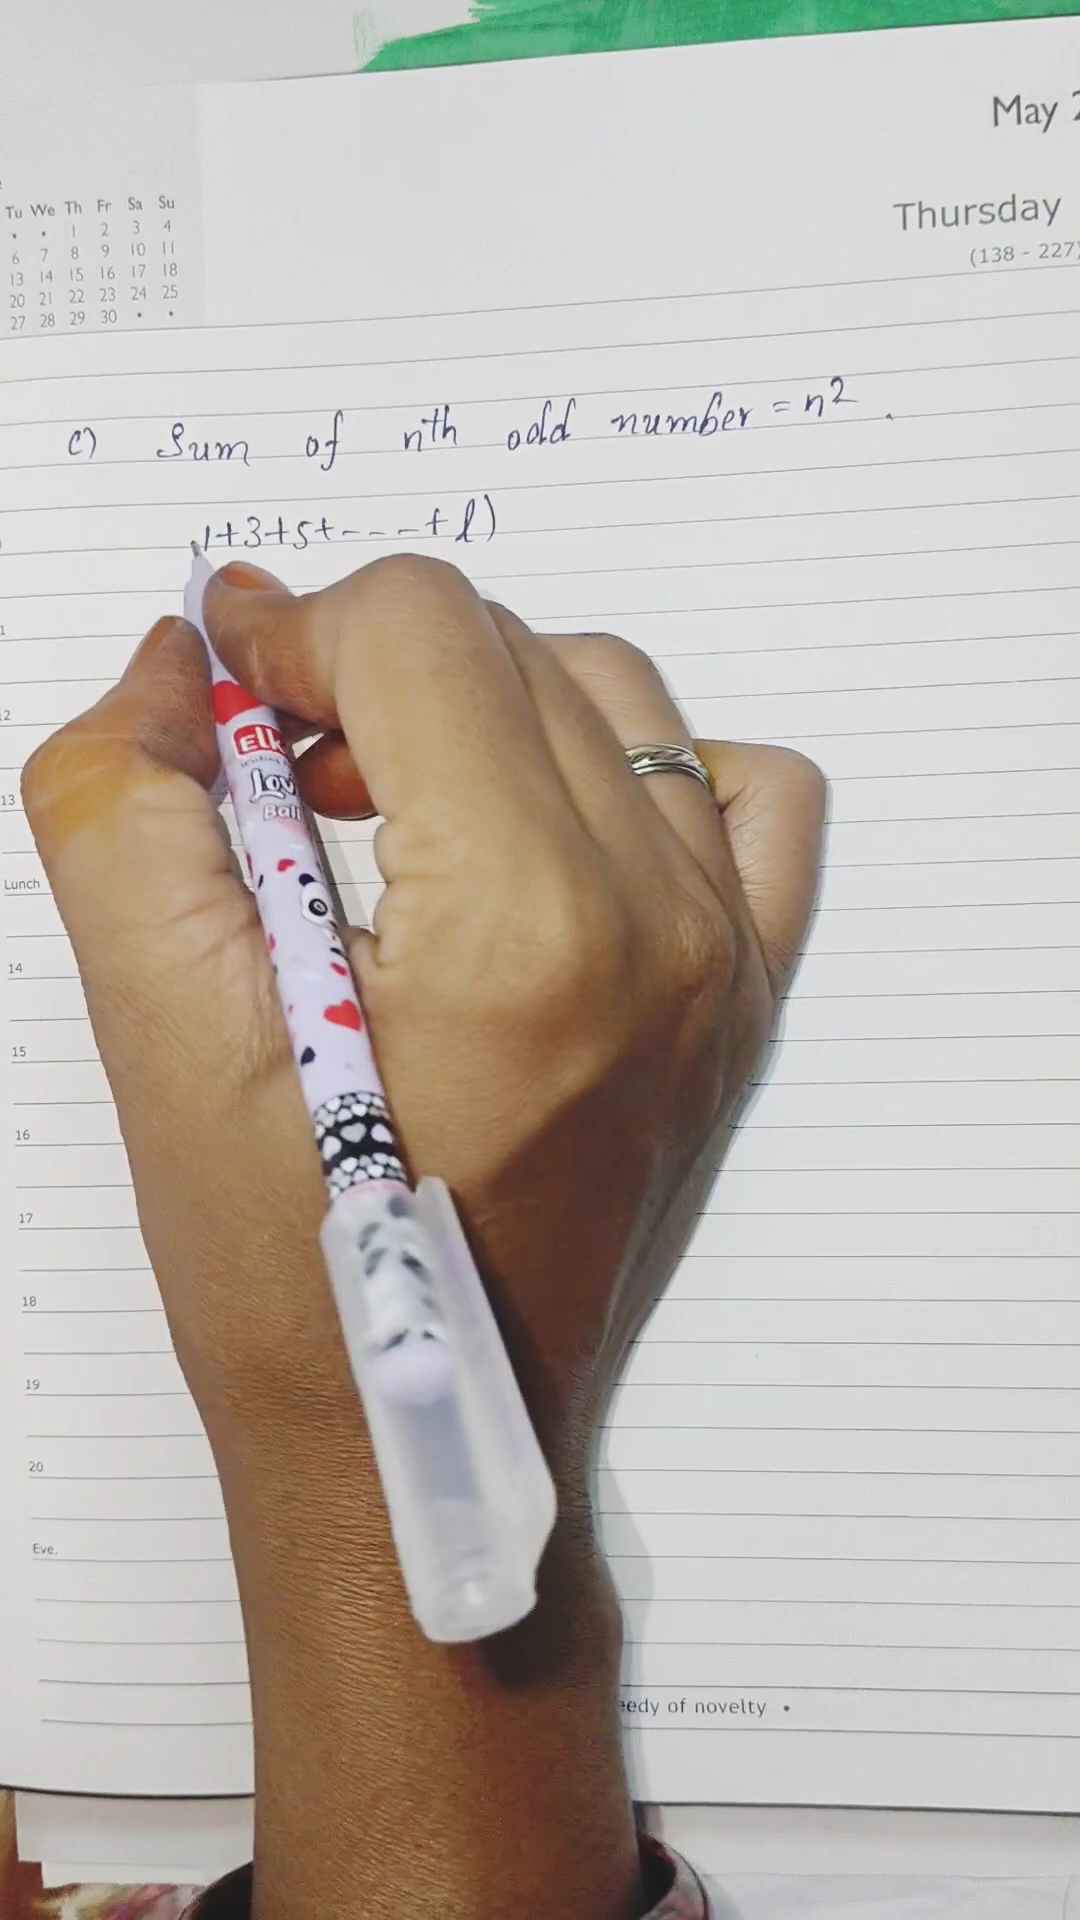 May
Thursday
(138 - 227)
Tu We Th Fr Sa Su
• • 1 2 3 4
6 7 8 9 10 11
13 14 15 16 17 18
20 21 22 23 24 25
27 28 29 30 • •
c) Sum of nth odd number = n² .
1+3+5+----+l)
12
13
Elk
Lov
Ball
Lunch
14
15
16
17
18
19
20
Eve.
of novelty •